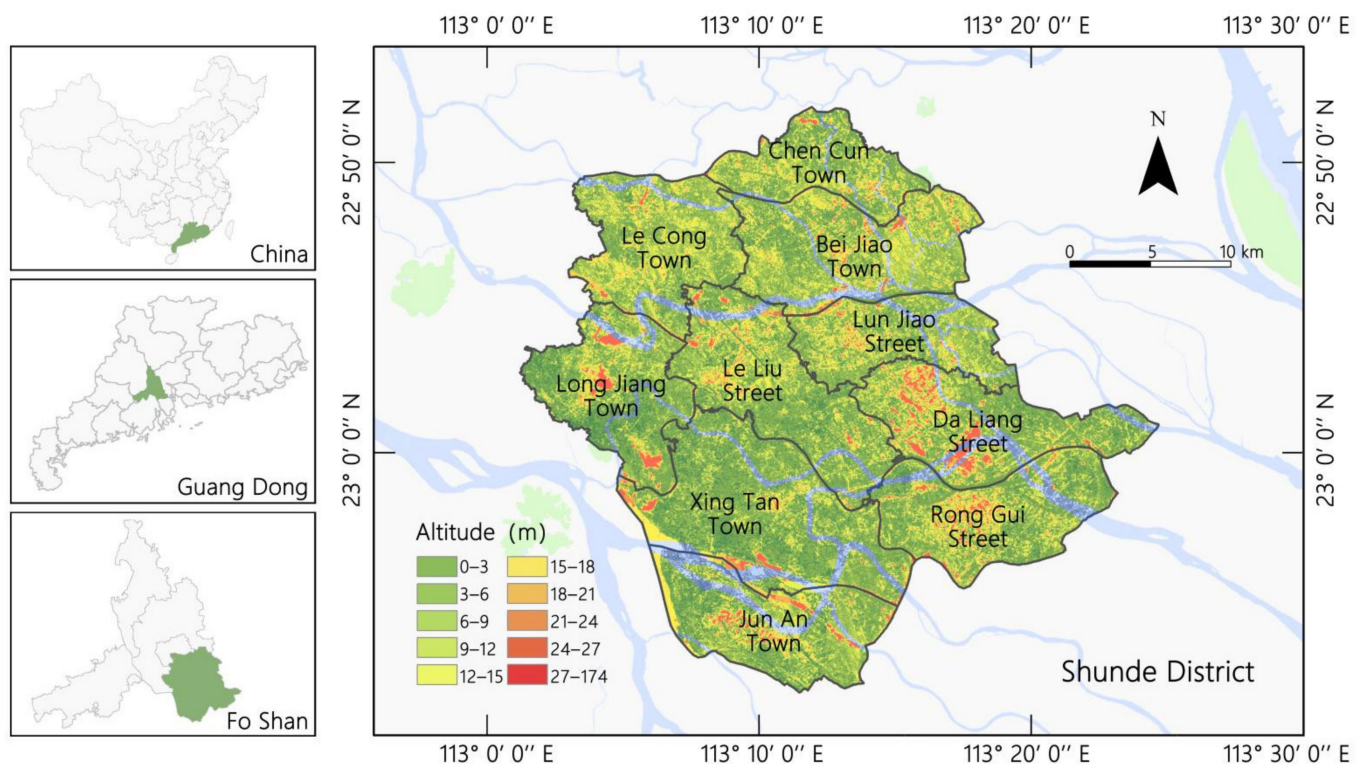 113° 0′ 0″ E
113° 10′ 0″ E
113° 20′ 0″ E
113° 30′ 0″ E
China
Guang Dong
Fo Shan
22° 50′ 0″ N
23° 0′ 0″ N
22° 50′ 0″ N
23° 0′ 0″ N
N
0 5 10 km
Chen Cun
Town
Le Cong
Town
Bei Jiao
Town
Lun Jiao
Street
Le Liu
Street
Long Jiang
Town
Da Liang
Street
Xing Tan
Town
Rong Gui
Street
Jun An
Town
Altitude (m)
0–3
3–6
6–9
9–12
12–15
15–18
18–21
21–24
24–27
27–174
Shunde District
113° 0′ 0″ E
113° 10′ 0″ E
113° 20′ 0″ E
113° 30′ 0″ E